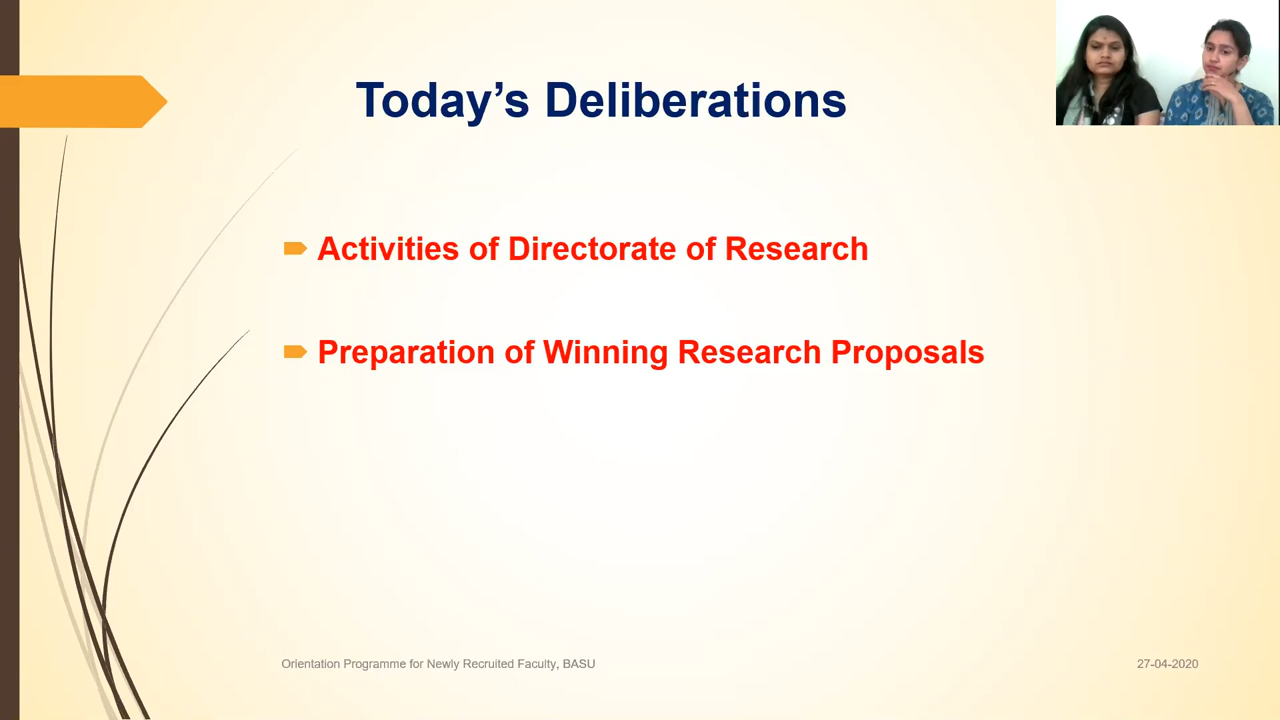 Today’s Deliberations
Activities of Directorate of Research
Preparation of Winning Research Proposals
Orientation Programme for Newly Recruited Faculty, BASU
27-04-2020